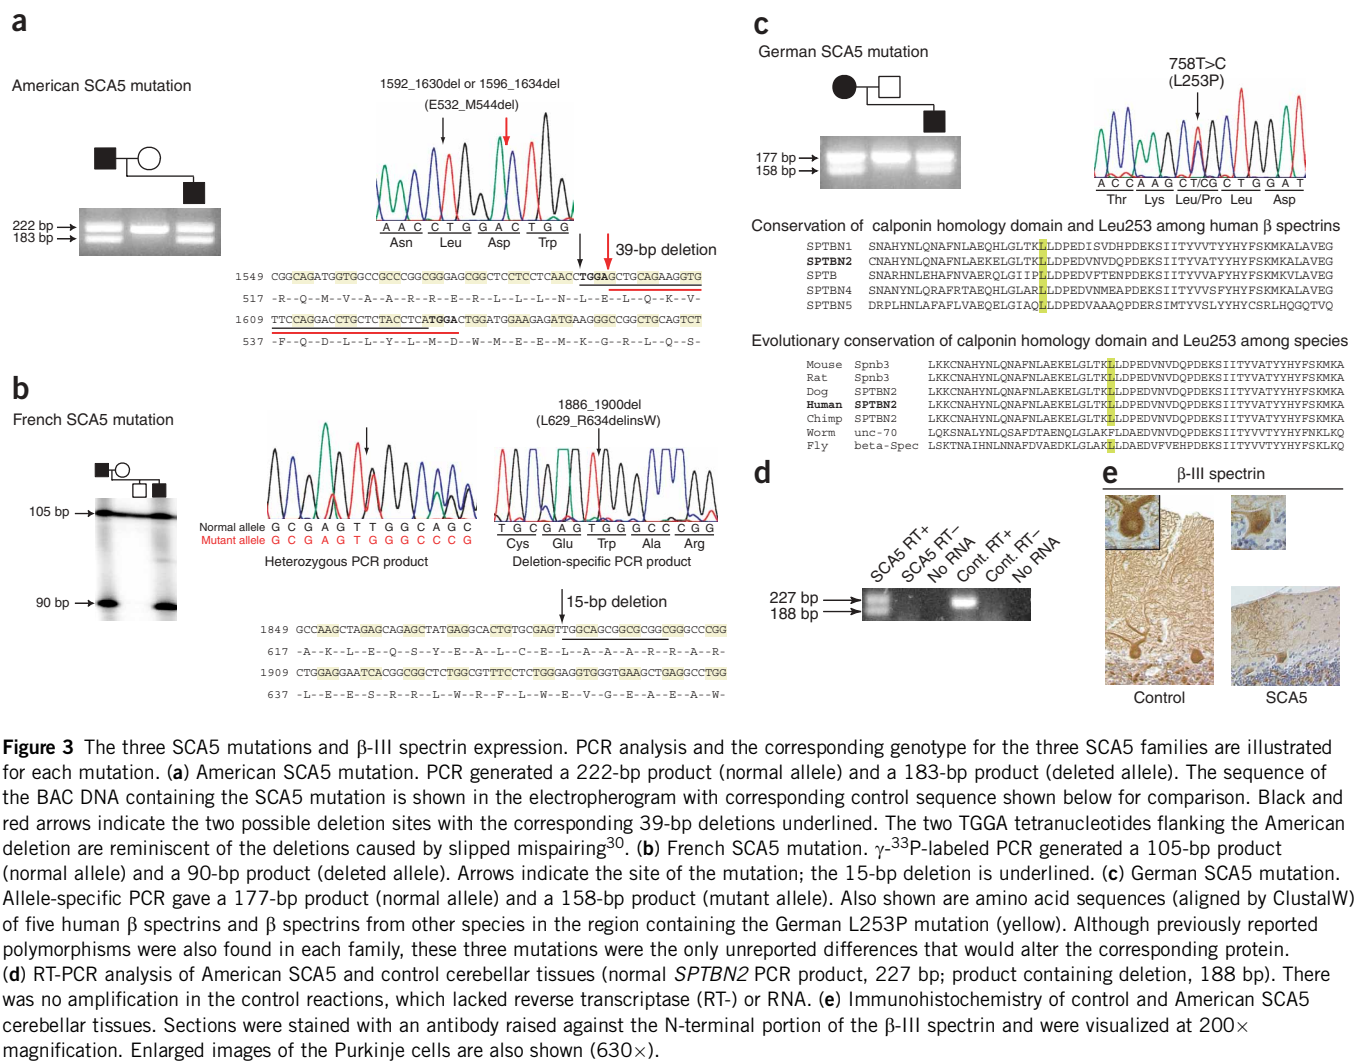 a
American SCA5 mutation
1592_1630del or 1596_1634del
(E532_M544del)
222 bp
183 bp
A A C C T G G A C T G G
Asn Leu Asp Trp
39-bp deletion
1549 CGGCAGATGGTGGCCGCCCGGCGGGAGCGGCTCCTCCTCAACCTGGAGCTGCAGAAGGTG
517 -R--Q--M--V--A--A--R--R--E--R--L--L--L--N--L--E--L--Q--K--V-
1609 TTCCAGGACCTGCTCTACCTCATGGACTGGATGGAAGAGATGAAGGGCCGGCTGCAGTCT
537 -F--Q--D--L--L--Y--L--M--D--W--M--E--E--M--K--G--R--L--Q--S-
b
French SCA5 mutation
105 bp
90 bp
Normal allele G C G A G T T G G C A G C
Mutant allele G C G A G T G G G C C C G
Heterozygous PCR product
1886_1900del
(L629_R634delinsW)
T G C G A G T G G G C C C G G
Cys Glu Trp Ala Arg
Deletion-specific PCR product
15-bp deletion
1849 GCCAAGCTAGAGCAGAGCTATGAGGCACTGTGCGAGTTGGCAGCGGCGCGGCGGGCCCGG
617 -A--K--L--E--Q--S--Y--E--A--L--C--E--L--A--A--A--R--R--A--R-
1909 CTGGAGGAATCACGGCGGCTCTGGCGTTTCCTCTGGGAGGTGGGTGAAGCTGAGGCCTGG
637 -L--E--E--S--R--R--L--W--R--F--L--W--E--V--G--E--A--E--A--W-
c
German SCA5 mutation
177 bp
158 bp
758T>C
(L253P)
A C C A A G C T/C G C T G G A T
Thr Lys Leu/Pro Leu Asp
Conservation of calponin homology domain and Leu253 among human β spectrins
SPTBN1 SNAHYNLQNAFNLAEQHLGLTKLLDPEDISVDHPDEKSIITYVVTYYHYFSKMKALAVEG
SPTBN2 CNAHYNLQNAFNLAEKELGLTKLLDPEDVNVDQPDEKSIITYVATYYHYFSKMKALAVEG
SPTB SNARHNLEHAFNVAERQLGIIPLLDPEDVFTENPDEKSIITYVVAFYHYFSKMKVLAVEG
SPTBN4 SNAYNLQRAFRTAEQHLGLARLLDPEDVNMEAPDEKSIITYVVSFYHYFSKMKALAVEG
SPTBN5 DRPLHNLAFAFLVAEQELGIAQLLDPEDVAAAQPDERSIMTYVSLYYHYCSRLHQGQTVQ
Evolutionary conservation of calponin homology domain and Leu253 among species
Mouse Spnb3 LKKCNAHYNLQNAFNLAEKELGLTKLLDPEDVNVDQPDEKSIITYVATYYHYFSKMKA
Rat Spnb3 LKKCNAHYNLQNAFNLAEKELGLTKLLDPEDVNVDQPDEKSIITYVATYYHYFSKMKA
Dog SPTBN2 LKKCNAHYNLQNAFNLAEKELGLTKLLDPEDVNVDQPDEKSIITYVATYYHYFSKMKA
Human SPTBN2 LKKCNAHYNLQNAFNLAEKELGLTKLLDPEDVNVDQPDEKSIITYVATYYHYFSKMKA
Chimp SPTBN2 LKKCNAHYNLQNAFNLAEKELGLTKLLDPEDVNVDQPDEKSIITYVATYYHYFSKMKA
Worm unc-70 LQKSNALYNLQSAFDTAENQLGLAKFLDAEDVNVDQPDEKSIITYVVTYYHYFNKLKQ
Fly beta-Spec LSKTNAIHNLNNAFDVAEDKLGLAKLLDAEDVFVEHPDEKSIITYVVTYYHYFSKLKQ
d
SCA5 RT+
SCA5 RT−
No RNA
Cont. RT+
Cont. RT−
No RNA
227 bp
188 bp
e
β-III spectrin
Control
SCA5
Figure 3 The three SCA5 mutations and β-III spectrin expression. PCR analysis and the corresponding genotype for the three SCA5 families are illustrated
for each mutation. (a) American SCA5 mutation. PCR generated a 222-bp product (normal allele) and a 183-bp product (deleted allele). The sequence of
the BAC DNA containing the SCA5 mutation is shown in the electropherogram with corresponding control sequence shown below for comparison. Black and
red arrows indicate the two possible deletion sites with the corresponding 39-bp deletions underlined. The two TGGA tetranucleotides flanking the American
deletion are reminiscent of the deletions caused by slipped mispairing30. (b) French SCA5 mutation. γ-33P-labeled PCR generated a 105-bp product
(normal allele) and a 90-bp product (deleted allele). Arrows indicate the site of the mutation; the 15-bp deletion is underlined. (c) German SCA5 mutation.
Allele-specific PCR gave a 177-bp product (normal allele) and a 158-bp product (mutant allele). Also shown are amino acid sequences (aligned by ClustalW)
of five human β spectrins and β spectrins from other species in the region containing the German L253P mutation (yellow). Although previously reported
polymorphisms were also found in each family, these three mutations were the only unreported differences that would alter the corresponding protein.
(d) RT-PCR analysis of American SCA5 and control cerebellar tissues (normal SPTBN2 PCR product, 227 bp; product containing deletion, 188 bp). There
was no amplification in the control reactions, which lacked reverse transcriptase (RT-) or RNA. (e) Immunohistochemistry of control and American SCA5
cerebellar tissues. Sections were stained with an antibody raised against the N-terminal portion of the β-III spectrin and were visualized at 200×
magnification. Enlarged images of the Purkinje cells are also shown (630×).